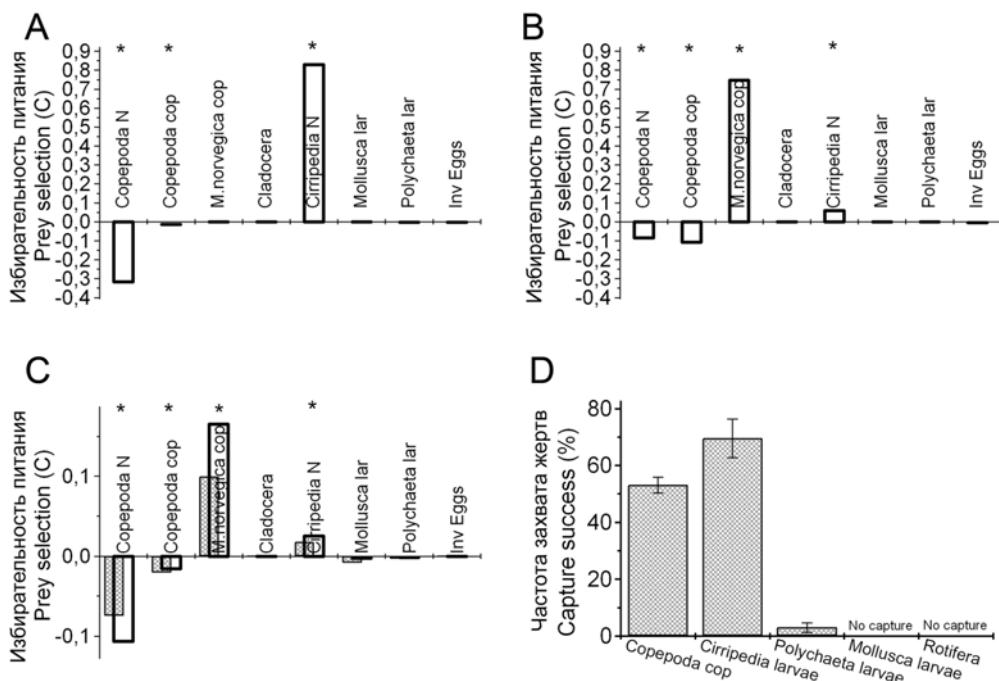 A
Избирательность питания
Prey selection (C)
0,9
0,8
0,7
0,6
0,5
0,4
0,3
0,2
0,1
0,0
-0,1
-0,2
-0,3
-0,4
* * *
Copepoda N
Copepoda cop
M.norvegica cop
Cladocera
Cirripedia N
Mollusca lar
Polychaeta lar
Inv Eggs
B
Избирательность питания
Prey selection (C)
0,9
0,8
0,7
0,6
0,5
0,4
0,3
0,2
0,1
0,0
-0,1
-0,2
-0,3
-0,4
* * * *
Copepoda N
Copepoda cop
M.norvegica cop
Cladocera
Cirripedia N
Mollusca lar
Polychaeta lar
Inv Eggs
C
Избирательность питания
Prey selection (C)
0,1
0,0
-0,1
* * * *
Copepoda N
Copepoda cop
M.norvegica cop
Cladocera
Cirripedia N
Mollusca lar
Polychaeta lar
Inv Eggs
D
Частота захвата жертв
Capture success (%)
80
60
40
20
0
No capture
No capture
Copepoda cop
Cirripedia larvae
Polychaeta larvae
Mollusca larvae
Rotifera